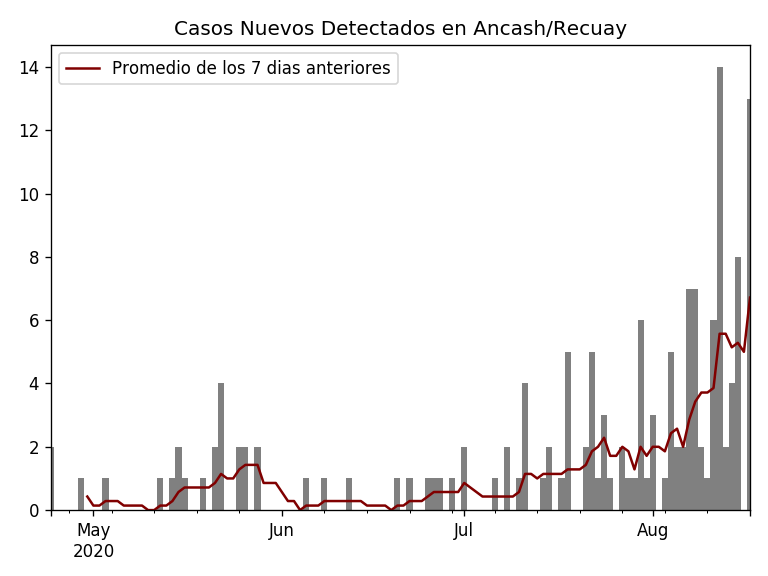 Casos Nuevos Detectados en Ancash/Recuay
Promedio de los 7 dias anteriores
14
12
10
8
6
4
2
0
May
2020
Jun
Jul
Aug